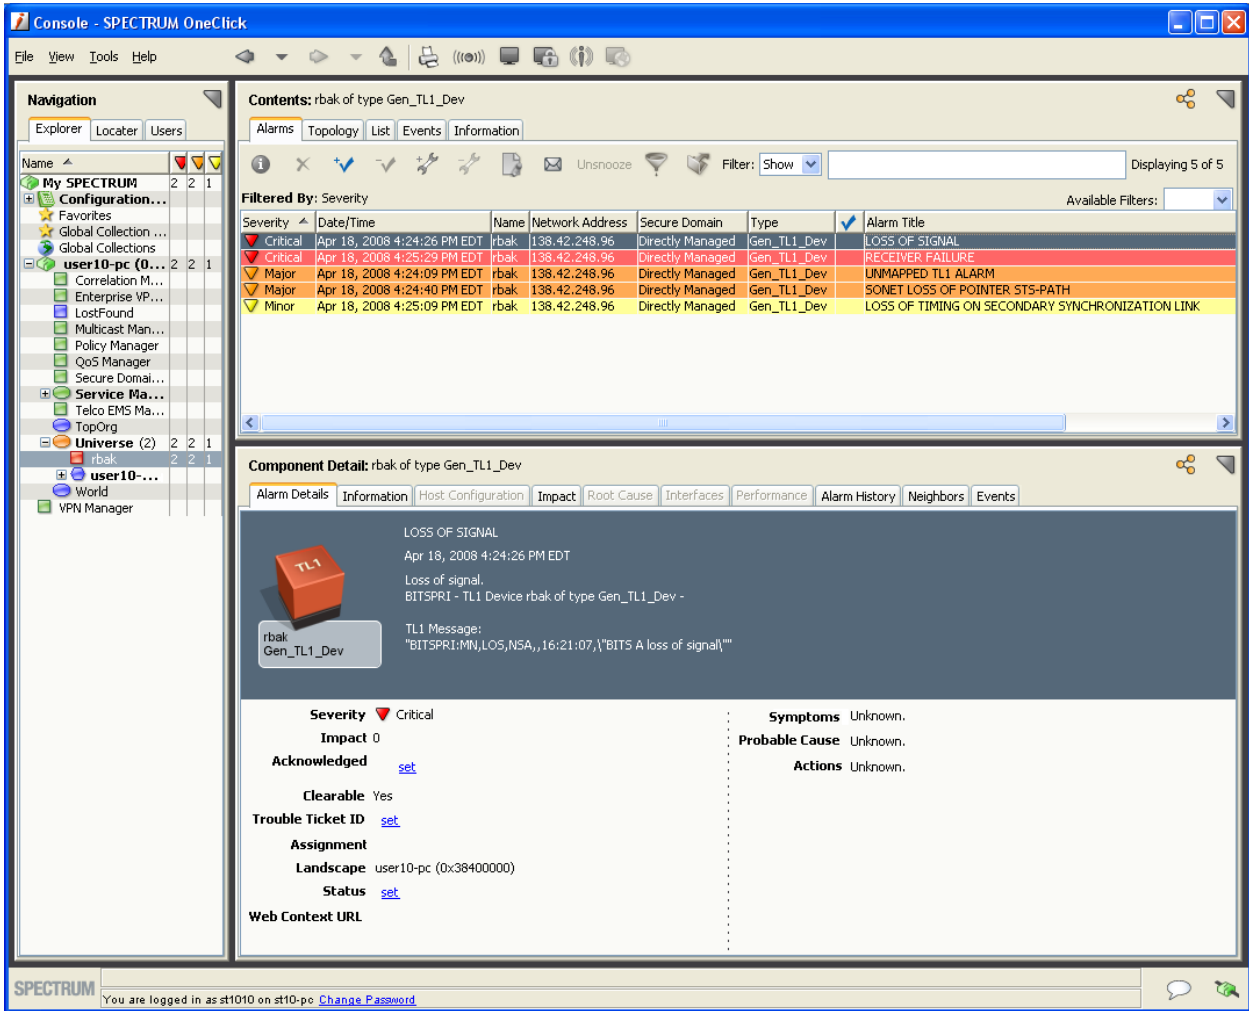 Console - SPECTRUM OneClick
File View Tools Help
Navigation
Explorer Locater Users
Name
My SPECTRUM 2 2 1
Configuration...
Favorites
Global Collection ...
Global Collections
user10-pc (0... 2 2 1
Correlation M...
Enterprise VP...
LostFound
Multicast Man...
Policy Manager
QoS Manager
Secure Domai...
Service Ma...
Telco EMS Ma...
TopOrg
Universe (2) 2 2 1
rbak 2 2 1
user10-...
World
VPN Manager
Contents: rbak of type Gen_TL1_Dev
Alarms Topology List Events Information
Unsnooze Filter: Show Displaying 5 of 5
Filtered By: Severity Available Filters:
Severity Date/Time Name Network Address Secure Domain Type Alarm Title
Critical Apr 18, 2008 4:24:26 PM EDT rbak 138.42.248.96 Directly Managed Gen_TL1_Dev LOSS OF SIGNAL
Critical Apr 18, 2008 4:25:29 PM EDT rbak 138.42.248.96 Directly Managed Gen_TL1_Dev RECEIVER FAILURE
Major Apr 18, 2008 4:24:09 PM EDT rbak 138.42.248.96 Directly Managed Gen_TL1_Dev UNMAPPED TL1 ALARM
Major Apr 18, 2008 4:24:40 PM EDT rbak 138.42.248.96 Directly Managed Gen_TL1_Dev SONET LOSS OF POINTER STS-PATH
Minor Apr 18, 2008 4:25:09 PM EDT rbak 138.42.248.96 Directly Managed Gen_TL1_Dev LOSS OF TIMING ON SECONDARY SYNCHRONIZATION LINK
Component Detail: rbak of type Gen_TL1_Dev
Alarm Details Information Host Configuration Impact Root Cause Interfaces Performance Alarm History Neighbors Events
LOSS OF SIGNAL
Apr 18, 2008 4:24:26 PM EDT
Loss of signal.
BITSPRI - TL1 Device rbak of type Gen_TL1_Dev -
TL1 Message:
"BITSPRI:MN,LOS,NSA,,16:21:07,\"BITS A loss of signal\""
TL1
rbak
Gen_TL1_Dev
Severity Critical
Impact 0
Acknowledged set
Clearable Yes
Trouble Ticket ID set
Assignment
Landscape user10-pc (0x38400000)
Status set
Web Context URL
Symptoms Unknown.
Probable Cause Unknown.
Actions Unknown.
SPECTRUM
You are logged in as st1010 on st10-pc Change Password